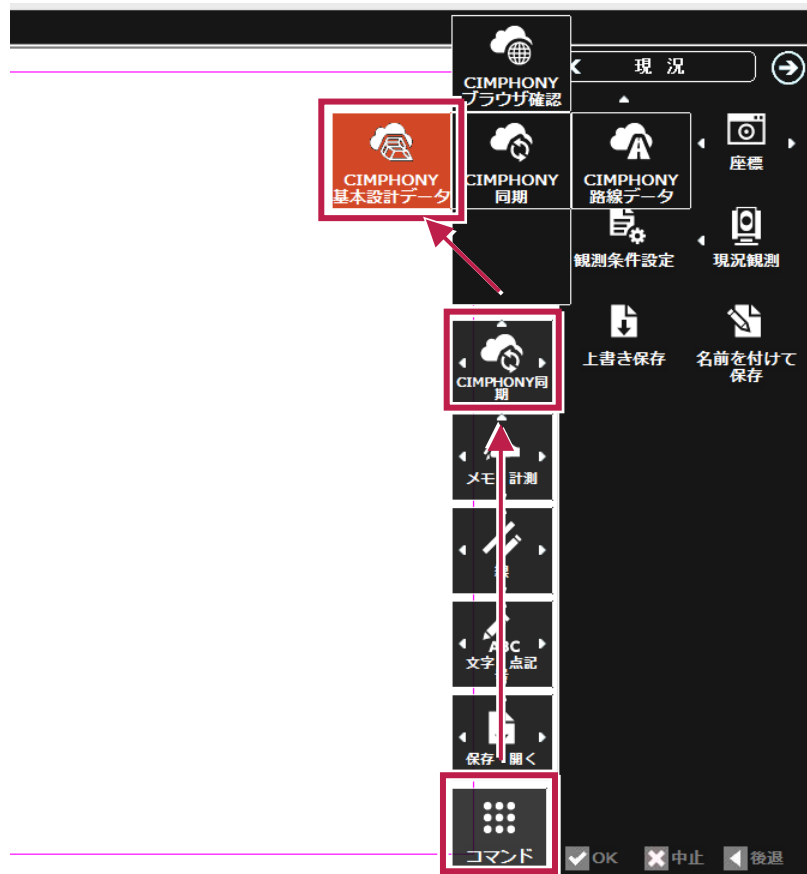 CIMPHONY
ブラウザ確認
現 況
CIMPHONY
基本設計データ
CIMPHONY
同期
CIMPHONY
路線データ
座標
観測条件設定
現況観測
CIMPHONY同
期
上書き保存
名前を付けて
保存
メモ 計測
線
ABC
文字 点記
保存 開く
コマンド
OK
中止
後退